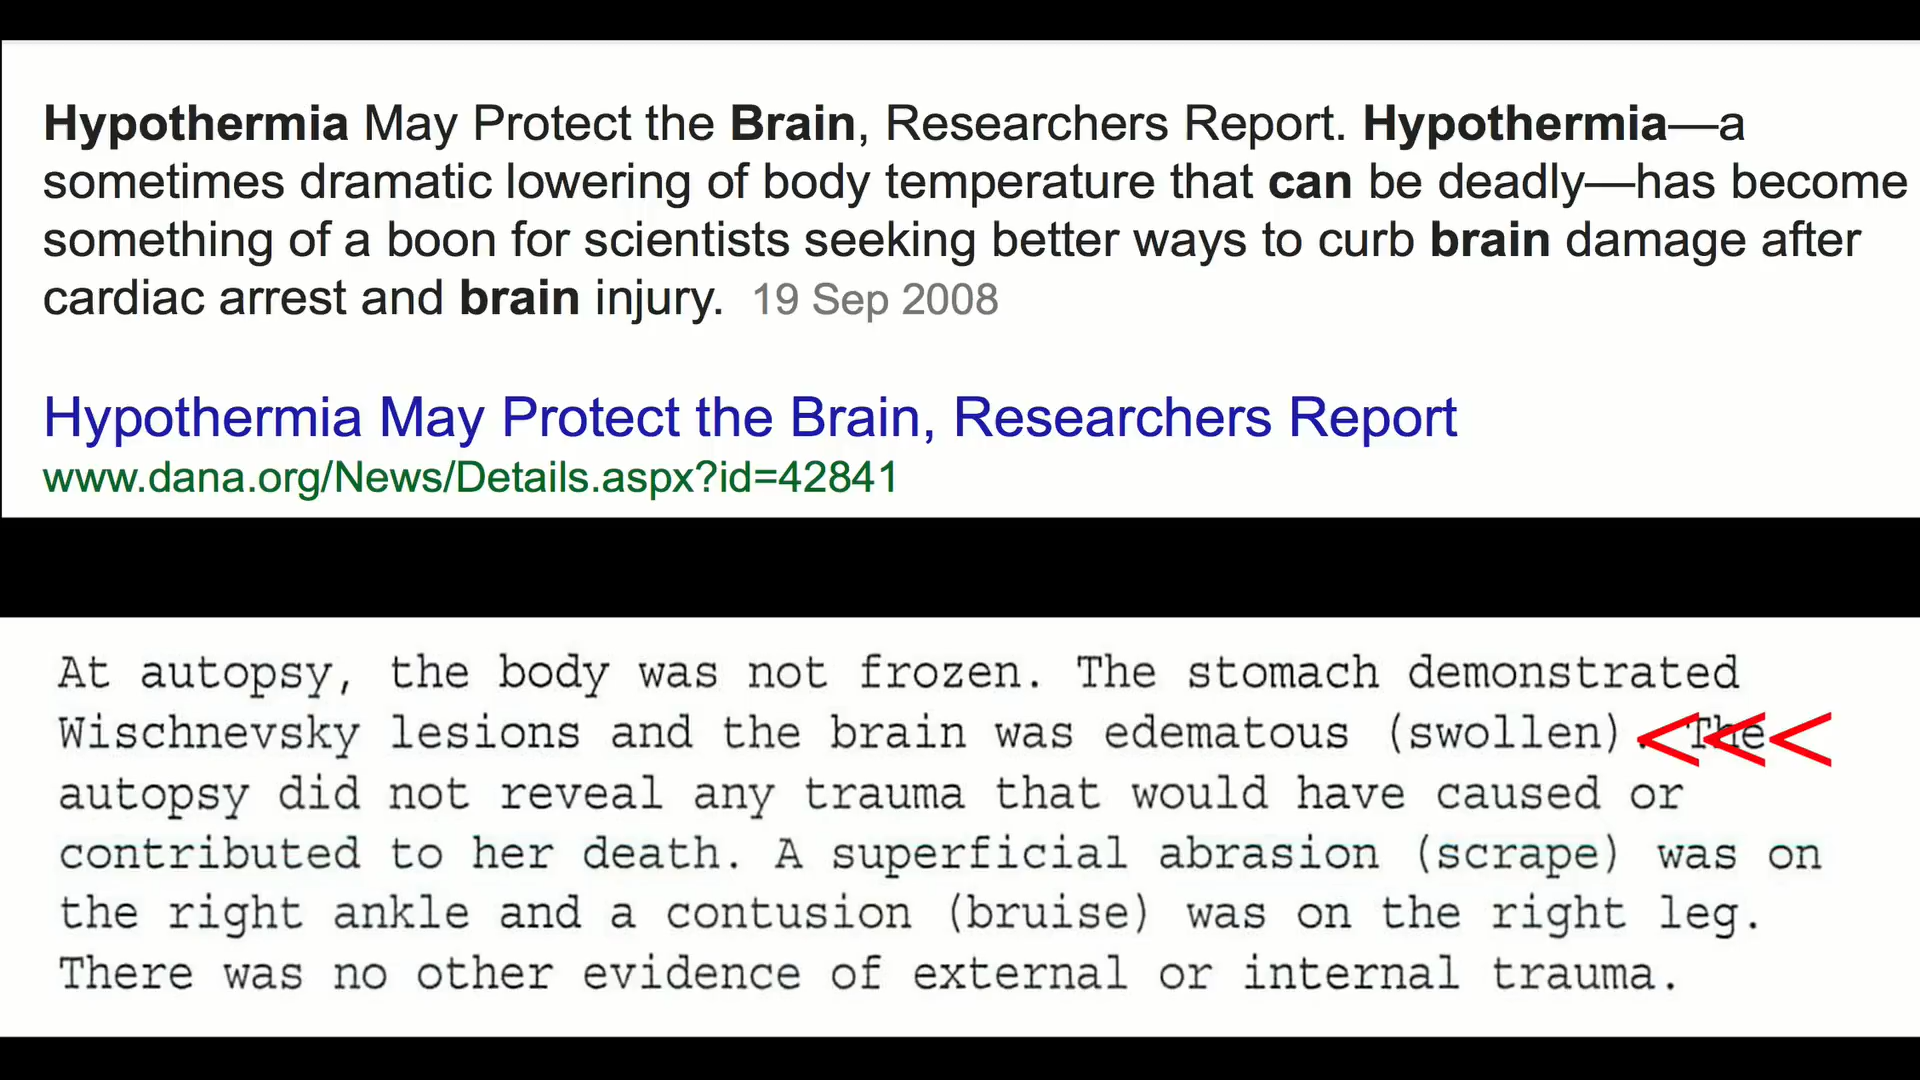 Hypothermia May Protect the Brain, Researchers Report. Hypothermia—a
sometimes dramatic lowering of body temperature that can be deadly—has become
something of a boon for scientists seeking better ways to curb brain damage after
cardiac arrest and brain injury. 19 Sep 2008
Hypothermia May Protect the Brain, Researchers Report
www.dana.org/News/Details.aspx?id=42841
At autopsy, the body was not frozen. The stomach demonstrated
Wischnevsky lesions and the brain was edematous (swollen). The <<<
autopsy did not reveal any trauma that would have caused or
contributed to her death. A superficial abrasion (scrape) was on
the right ankle and a contusion (bruise) was on the right leg.
There was no other evidence of external or internal trauma.